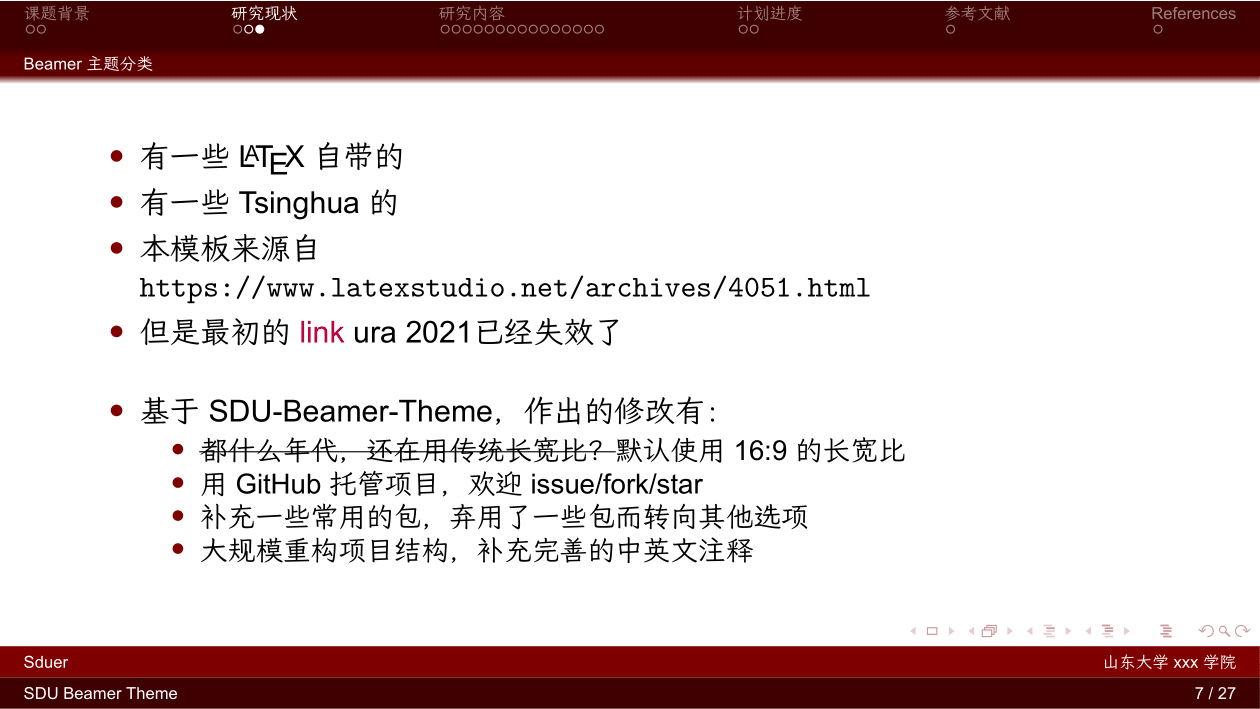 课题背景 研究现状 研究内容 计划进度 参考文献 References
Beamer 主题分类
有一些 LATEX 自带的
有一些 Tsinghua 的
本模板来源自
https://www.latexstudio.net/archives/4051.html
但是最初的 link ura 2021已经失效了
基于 SDU-Beamer-Theme，作出的修改有：
都什么年代，还在用传统长宽比？默认使用 16:9 的长宽比
用 GitHub 托管项目，欢迎 issue/fork/star
补充一些常用的包，弃用了一些包而转向其他选项
大规模重构项目结构，补充完善的中英文注释
Sduer 山东大学 xxx 学院
SDU Beamer Theme 7 / 27